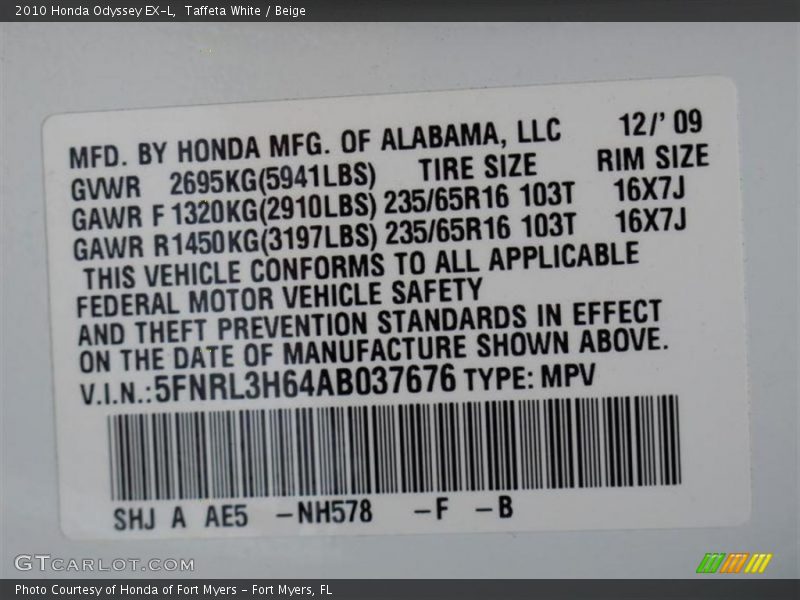 2010 Honda Odyssey EX-L, Taffeta White / Beige
MFD. BY HONDA MFG. OF ALABAMA, LLC 12/' 09
GVWR 2695KG(5941LBS) TIRE SIZE RIM SIZE
GAWR F 1320KG(2910LBS) 235/65R16 103T 16X7J
GAWR R1450KG(3197LBS) 235/65R16 103T 16X7J
THIS VEHICLE CONFORMS TO ALL APPLICABLE
FEDERAL MOTOR VEHICLE SAFETY
AND THEFT PREVENTION STANDARDS IN EFFECT
ON THE DATE OF MANUFACTURE SHOWN ABOVE.
V.I.N.:5FNRL3H64AB037676 TYPE: MPV
SHJ A AE5 -NH578 -F -B
GTCARLOT.COM
Photo Courtesy of Honda of Fort Myers - Fort Myers, FL